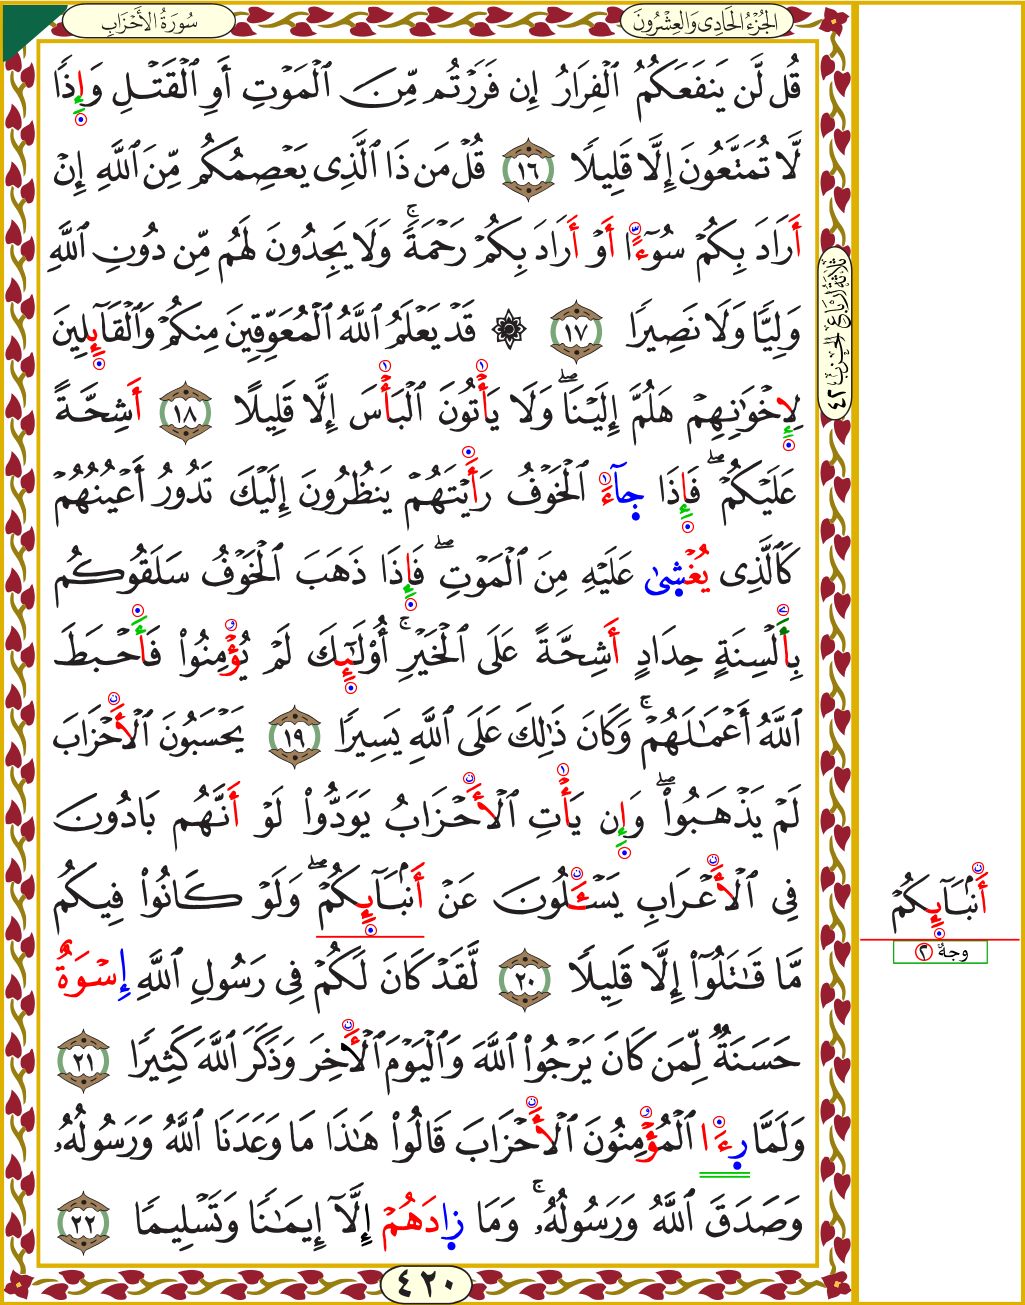 سُورَةُ الأَحْزَابِ
الجُزْءُ الحَادِى وَالعِشْرُونَ
قُل لَّن يَنفَعَكُمُ ٱلْفِرَارُ إِن فَرَرْتُم مِّنَ ٱلْمَوْتِ أَوِ ٱلْقَتْلِ وَإِذًا
لَّا تُمَتَّعُونَ إِلَّا قَلِيلًا ١٦ قُلْ مَن ذَا ٱلَّذِى يَعْصِمُكُم مِّنَ ٱللَّهِ إِنْ
أَرَادَ بِكُمْ سُوٓءًا أَوْ أَرَادَ بِكُمْ رَحْمَةً ۚ وَلَا يَجِدُونَ لَهُم مِّن دُونِ ٱللَّهِ
وَلِيًّا وَلَا نَصِيرًا ١٧ ۞ قَدْ يَعْلَمُ ٱللَّهُ ٱلْمُعَوِّقِينَ مِنكُمْ وَٱلْقَآئِلِينَ
لِإِخْوَٰنِهِمْ هَلُمَّ إِلَيْنَا ۖ وَلَا يَأْتُونَ ٱلْبَأْسَ إِلَّا قَلِيلًا ١٨ أَشِحَّةً
عَلَيْكُمْ ۖ فَإِذَا جَآءَ ٱلْخَوْفُ رَأَيْتَهُمْ يَنظُرُونَ إِلَيْكَ تَدُورُ أَعْيُنُهُمْ
كَٱلَّذِى يُغْشِىٰ عَلَيْهِ مِنَ ٱلْمَوْتِ ۖ فَإِذَا ذَهَبَ ٱلْخَوْفُ سَلَقُوكُم
بِأَلْسِنَةٍ حِدَادٍ أَشِحَّةً عَلَى ٱلْخَيْرِ ۚ أُو۟لَٰٓئِكَ لَمْ يُؤْمِنُوا۟ فَأَحْبَطَ
ٱللَّهُ أَعْمَٰلَهُمْ ۚ وَكَانَ ذَٰلِكَ عَلَى ٱللَّهِ يَسِيرًا ١٩ يَحْسَبُونَ ٱلْأَحْزَابَ
لَمْ يَذْهَبُوا۟ ۖ وَإِن يَأْتِ ٱلْأَحْزَابُ يَوَدُّوا۟ لَوْ أَنَّهُم بَادُونَ
فِى ٱلْأَعْرَابِ يَسْـَٔلُونَ عَنْ أَنۢبَآئِكُمْ ۖ وَلَوْ كَانُوا۟ فِيكُم
مَّا قَٰتَلُوٓا۟ إِلَّا قَلِيلًا ٢٠ لَّقَدْ كَانَ لَكُمْ فِى رَسُولِ ٱللَّهِ إِسْوَةٌ
حَسَنَةٌ لِّمَن كَانَ يَرْجُوا۟ ٱللَّهَ وَٱلْيَوْمَ ٱلْأَخِرَ وَذَكَرَ ٱللَّهَ كَثِيرًا ٢١
وَلَمَّا رِءَا ٱلْمُؤْمِنُونَ ٱلْأَحْزَابَ قَالُوا۟ هَٰذَا مَا وَعَدَنَا ٱللَّهُ وَرَسُولُهُۥ
وَصَدَقَ ٱللَّهُ وَرَسُولُهُۥ ۚ وَمَا زَادَهُمْ إِلَّآ إِيمَٰنًا وَتَسْلِيمًا ٢٢
ثَلَاثَةُ أَرْبَاعِ الحِزْبِ ٤٢
أَنۢبَآئِكُمْ
وجهٌ ٢
٤٢٠